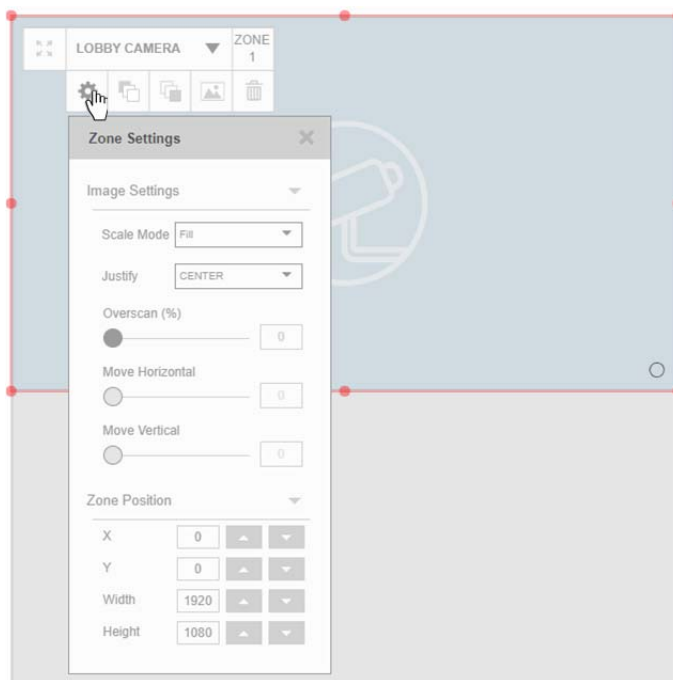 LOBBY CAMERA
ZONE
1
Zone Settings
Image Settings
Scale Mode Fill
Justify CENTER
Overscan (%)
0
Move Horizontal
0
Move Vertical
0
Zone Position
X 0
Y 0
Width 1920
Height 1080